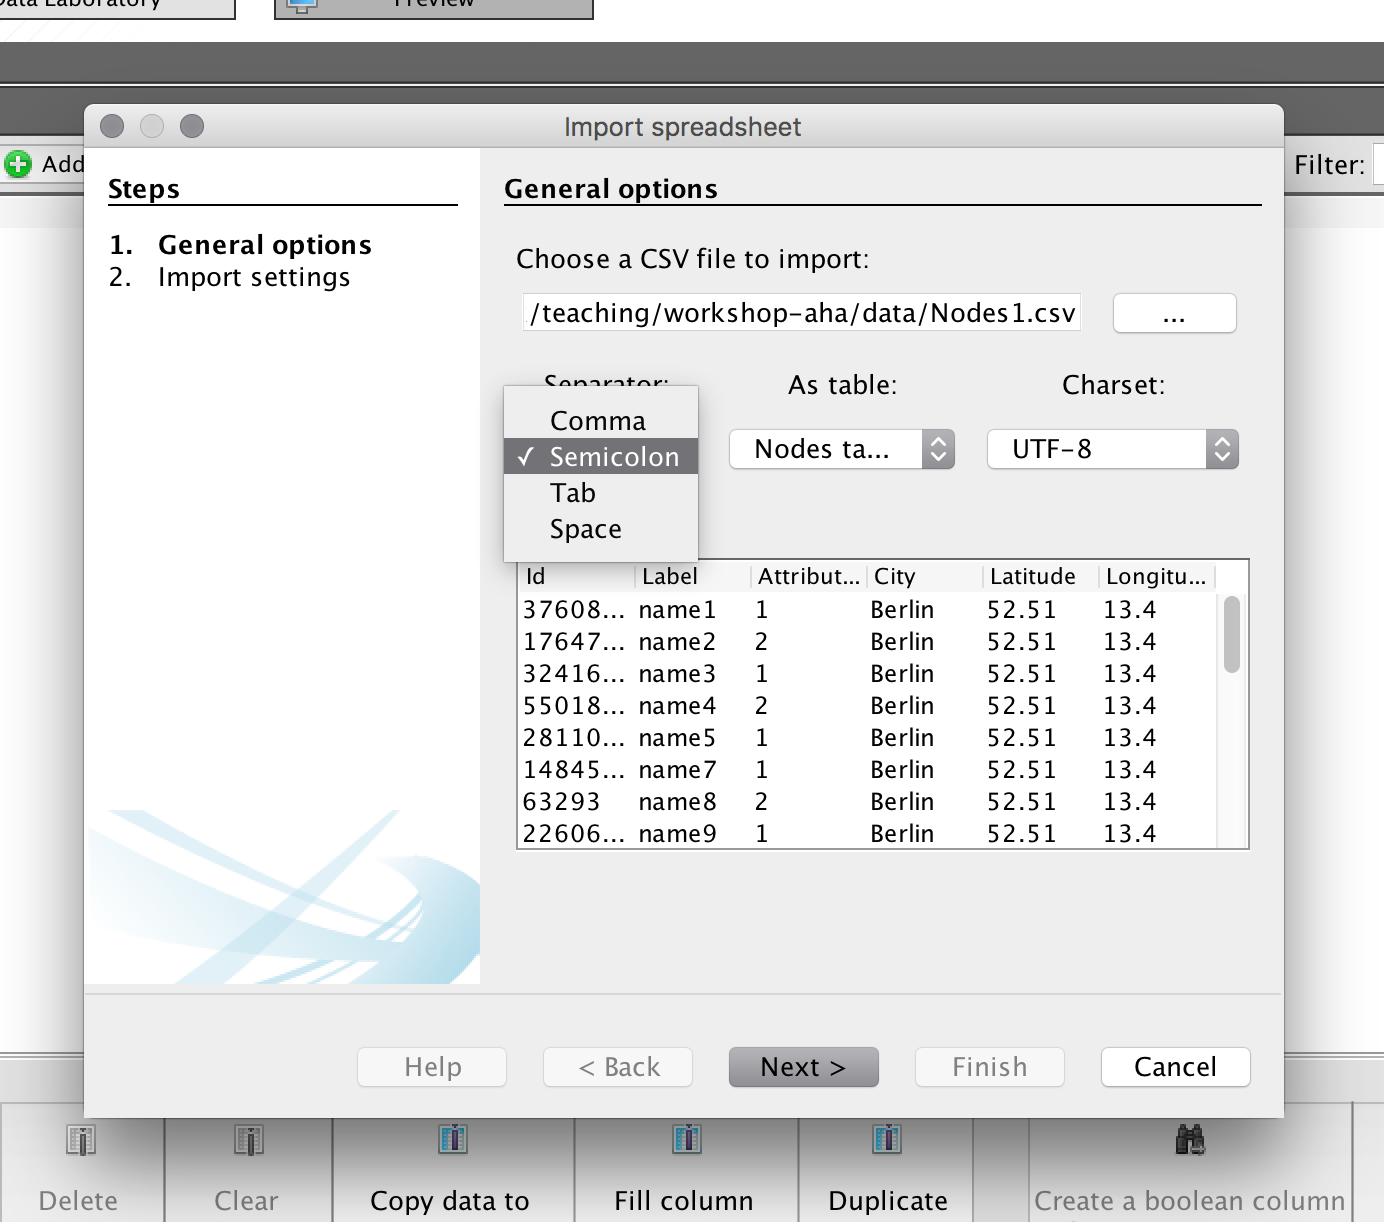 Data Laboratory
Preview
Import spreadsheet
Add
Filter:
Steps
1. General options
2. Import settings
General options
Choose a CSV file to import:
/teaching/workshop-aha/data/Nodes1.csv
...
Separator:
As table:
Charset:
Comma
✓ Semicolon
Tab
Space
Nodes ta...
UTF-8
Id Label Attribut... City Latitude Longitu...
37608... name1 1 Berlin 52.51 13.4
17647... name2 2 Berlin 52.51 13.4
32416... name3 1 Berlin 52.51 13.4
55018... name4 2 Berlin 52.51 13.4
28110... name5 1 Berlin 52.51 13.4
14845... name7 1 Berlin 52.51 13.4
63293 name8 2 Berlin 52.51 13.4
22606... name9 1 Berlin 52.51 13.4
Help
< Back
Next >
Finish
Cancel
Delete
Clear
Copy data to
Fill column
Duplicate
Create a boolean column